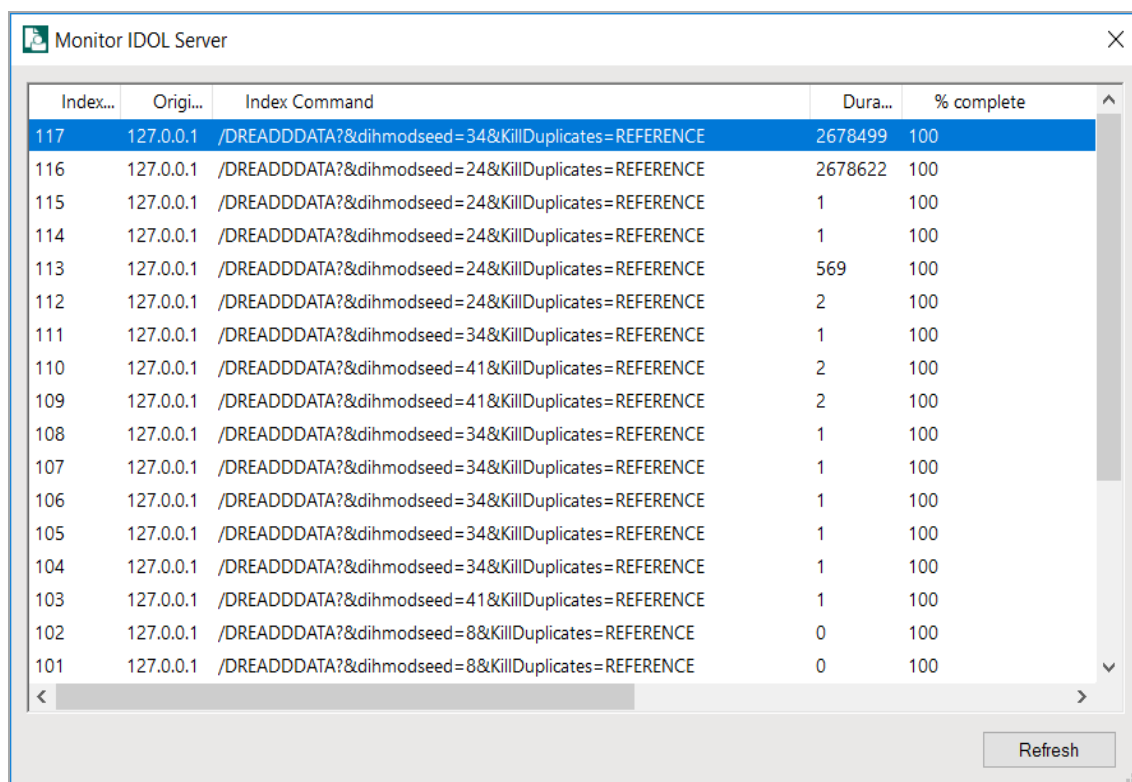 Monitor IDOL Server
Index... Origi... Index Command Dura... % complete
117 127.0.0.1 /DREADDDATA?&dihmodseed=34&KillDuplicates=REFERENCE 2678499 100
116 127.0.0.1 /DREADDDATA?&dihmodseed=24&KillDuplicates=REFERENCE 2678622 100
115 127.0.0.1 /DREADDDATA?&dihmodseed=24&KillDuplicates=REFERENCE 1 100
114 127.0.0.1 /DREADDDATA?&dihmodseed=24&KillDuplicates=REFERENCE 1 100
113 127.0.0.1 /DREADDDATA?&dihmodseed=24&KillDuplicates=REFERENCE 569 100
112 127.0.0.1 /DREADDDATA?&dihmodseed=24&KillDuplicates=REFERENCE 2 100
111 127.0.0.1 /DREADDDATA?&dihmodseed=34&KillDuplicates=REFERENCE 1 100
110 127.0.0.1 /DREADDDATA?&dihmodseed=41&KillDuplicates=REFERENCE 2 100
109 127.0.0.1 /DREADDDATA?&dihmodseed=41&KillDuplicates=REFERENCE 2 100
108 127.0.0.1 /DREADDDATA?&dihmodseed=34&KillDuplicates=REFERENCE 1 100
107 127.0.0.1 /DREADDDATA?&dihmodseed=34&KillDuplicates=REFERENCE 1 100
106 127.0.0.1 /DREADDDATA?&dihmodseed=34&KillDuplicates=REFERENCE 1 100
105 127.0.0.1 /DREADDDATA?&dihmodseed=34&KillDuplicates=REFERENCE 1 100
104 127.0.0.1 /DREADDDATA?&dihmodseed=34&KillDuplicates=REFERENCE 1 100
103 127.0.0.1 /DREADDDATA?&dihmodseed=41&KillDuplicates=REFERENCE 1 100
102 127.0.0.1 /DREADDDATA?&dihmodseed=8&KillDuplicates=REFERENCE 0 100
101 127.0.0.1 /DREADDDATA?&dihmodseed=8&KillDuplicates=REFERENCE 0 100
Refresh